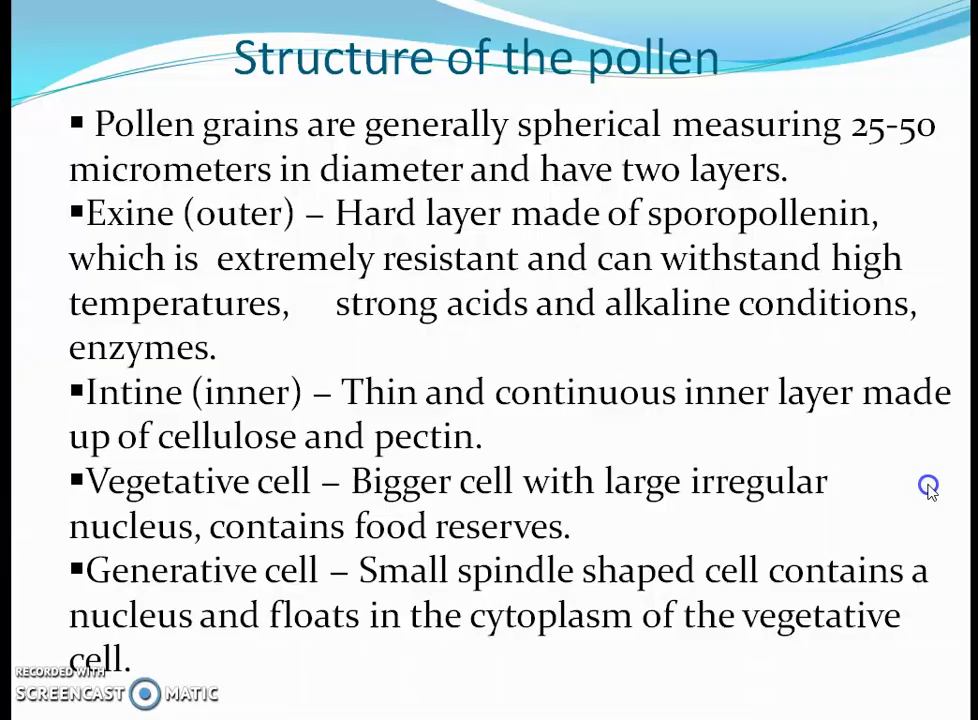 Structure of the pollen
▪ Pollen grains are generally spherical measuring 25-50
micrometers in diameter and have two layers.
▪Exine (outer) – Hard layer made of sporopollenin,
which is extremely resistant and can withstand high
temperatures, strong acids and alkaline conditions,
enzymes.
▪Intine (inner) – Thin and continuous inner layer made
up of cellulose and pectin.
▪Vegetative cell – Bigger cell with large irregular
nucleus, contains food reserves.
▪Generative cell – Small spindle shaped cell contains a
nucleus and floats in the cytoplasm of the vegetative
cell.
RECORDED WITH
SCREENCAST MATIC